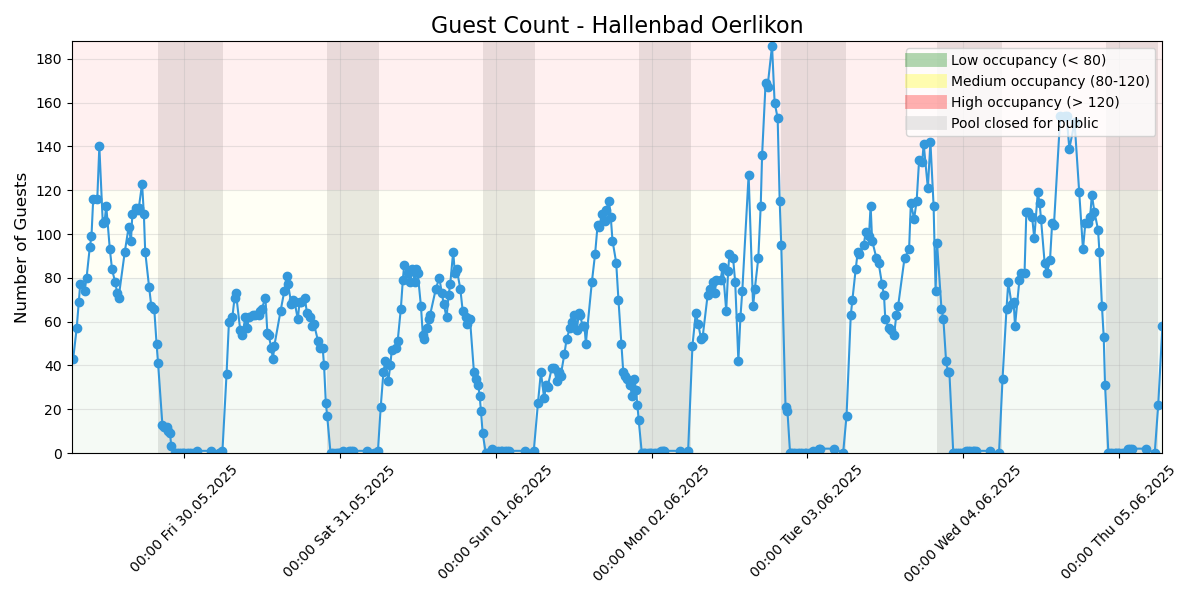 Guest Count - Hallenbad Oerlikon
Number of Guests
180
160
140
120
100
80
60
40
20
0
Low occupancy (< 80)
Medium occupancy (80-120)
High occupancy (> 120)
Pool closed for public
00:00 Fri 30.05.2025
00:00 Sat 31.05.2025
00:00 Sun 01.06.2025
00:00 Mon 02.06.2025
00:00 Tue 03.06.2025
00:00 Wed 04.06.2025
00:00 Thu 05.06.2025